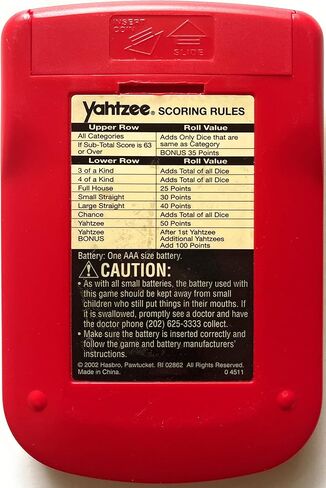 INSERT
COIN
SLIDE
Yahtzee® SCORING RULES
Upper Row Roll Value
All Categories Adds Only Dice that are
same as Category
If Sub-Total Score is 63
or Over BONUS 35 Points
Lower Row Roll Value
3 of a Kind Adds Total of all Dice
4 of a Kind Adds Total of all Dice
Full House 25 Points
Small Straight 30 Points
Large Straight 40 Points
Chance Adds Total of all Dice
Yahtzee 50 Points
Yahtzee After 1st Yahtzee
BONUS Additional Yahtzees
Add 100 Points
Battery: One AAA size battery.
⚠CAUTION:
• As with all small batteries, the battery used with
this game should be kept away from small
children who still put things in their mouths. If
it is swallowed, promptly see a doctor and have
the doctor phone (202) 625-3333 collect.
• Make sure the battery is inserted correctly and
follow the game and battery manufacturers'
instructions.
© 2002 Hasbro, Pawtucket. RI 02862 All Rights Reserved.
Made in China. 0 4511